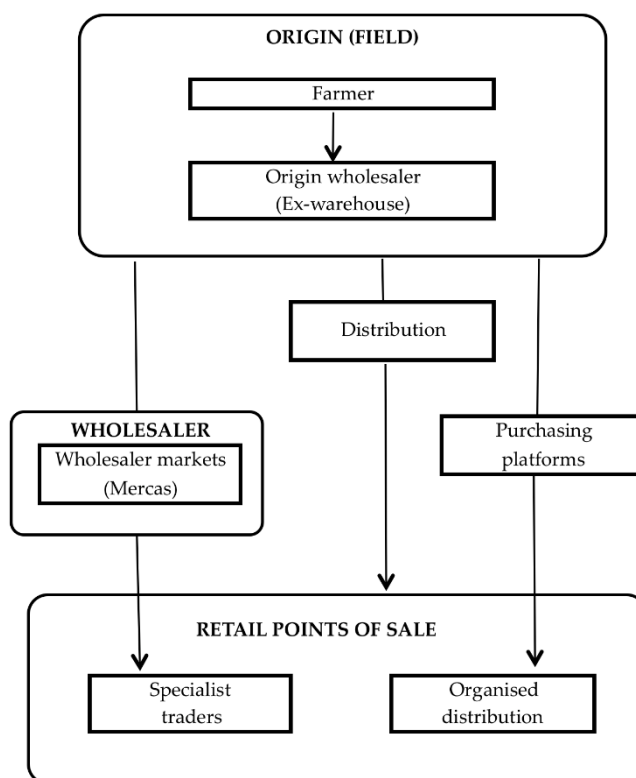 ORIGIN (FIELD)
Farmer
Origin wholesaler
(Ex-warehouse)
Distribution
WHOLESALER
Wholesaler markets
(Mercas)
Purchasing
platforms
RETAIL POINTS OF SALE
Specialist
traders
Organised
distribution